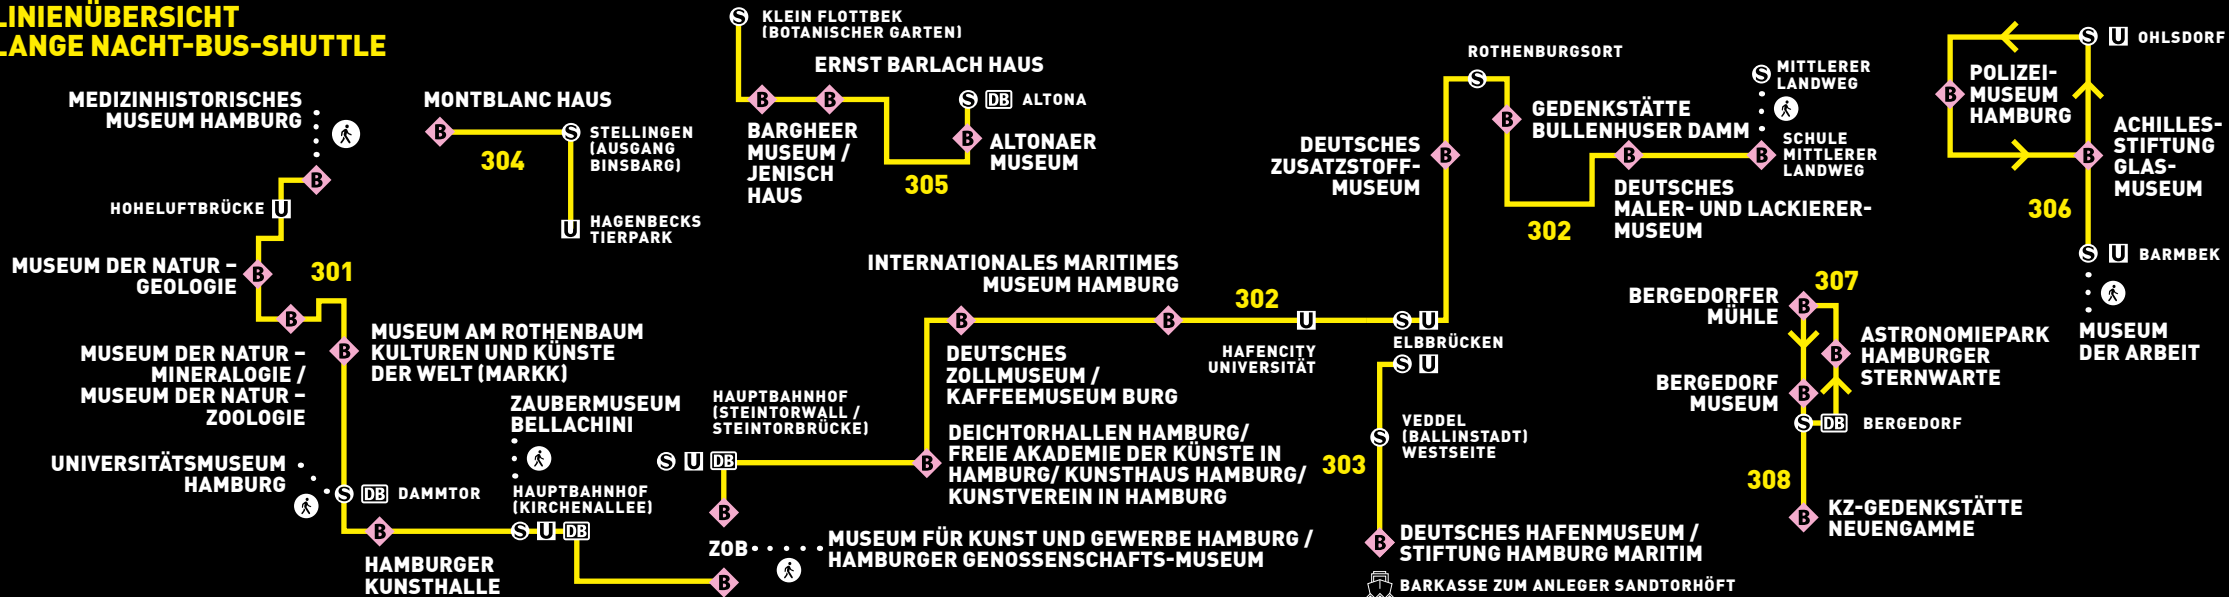 LINIENÜBERSICHT
LANGE NACHT-BUS-SHUTTLE
MEDIZINHISTORISCHES
MUSEUM HAMBURG
B
HOHELUFTBRÜCKE U
MUSEUM DER NATUR –
GEOLOGIE
B
301
B
MUSEUM DER NATUR –
MINERALOGIE /
MUSEUM DER NATUR –
ZOOLOGIE
B
MUSEUM AM ROTHENBAUM
KULTUREN UND KÜNSTE
DER WELT (MARKK)
UNIVERSITÄTSMUSEUM
HAMBURG
S DB DAMMTOR
B
HAMBURGER
KUNSTHALLE
ZAUBERMUSEUM
BELLACHINI
HAUPTBAHNHOF
(KIRCHENALLEE)
S U DB
MONTBLANC HAUS
B
304
S STELLINGEN
(AUSGANG
BINSBARG)
U HAGENBECKS
TIERPARK
S KLEIN FLOTTBEK
(BOTANISCHER GARTEN)
ERNST BARLACH HAUS
B B
BARGHEER
MUSEUM /
JENISCH
HAUS
305
S DB ALTONA
B ALTONAER
MUSEUM
HAUPTBAHNHOF
(STEINTORWALL /
STEINTORBRÜCKE)
S U DB
B
ZOB
B
MUSEUM FÜR KUNST UND GEWERBE HAMBURG /
HAMBURGER GENOSSENSCHAFTS-MUSEUM
B
DEICHTORHALLEN HAMBURG/
FREIE AKADEMIE DER KÜNSTE IN
HAMBURG/ KUNSTHAUS HAMBURG/
KUNSTVEREIN IN HAMBURG
INTERNATIONALES MARITIMES
MUSEUM HAMBURG
B B
DEUTSCHES
ZOLLMUSEUM /
KAFFEEMUSEUM BURG
302
U
HAFENCITY
UNIVERSITÄT
S U
ELBBRÜCKEN
S U
303
S VEDDEL
(BALLINSTADT)
WESTSEITE
B DEUTSCHES HAFENMUSEUM /
STIFTUNG HAMBURG MARITIM
BARKASSE ZUM ANLEGER SANDTORHÖFT
DEUTSCHES
ZUSATZSTOFF-
MUSEUM
B
ROTHENBURGSORT
S
B
GEDENKSTÄTTE
BULLENHUSER DAMM
302
B
DEUTSCHES
MALER- UND LACKIERER-
MUSEUM
S MITTLERER
LANDWEG
B
SCHULE
MITTLERER
LANDWEG
S U OHLSDORF
B
POLIZEI-
MUSEUM
HAMBURG
B
ACHILLES-
STIFTUNG
GLAS-
MUSEUM
306
S U BARMBEK
MUSEUM
DER ARBEIT
307
BERGEDORFER
MÜHLE
B
B
ASTRONOMIEPARK
HAMBURGER
STERNWARTE
BERGEDORF
MUSEUM
B
S DB BERGEDORF
308
B KZ-GEDENKSTÄTTE
NEUENGAMME